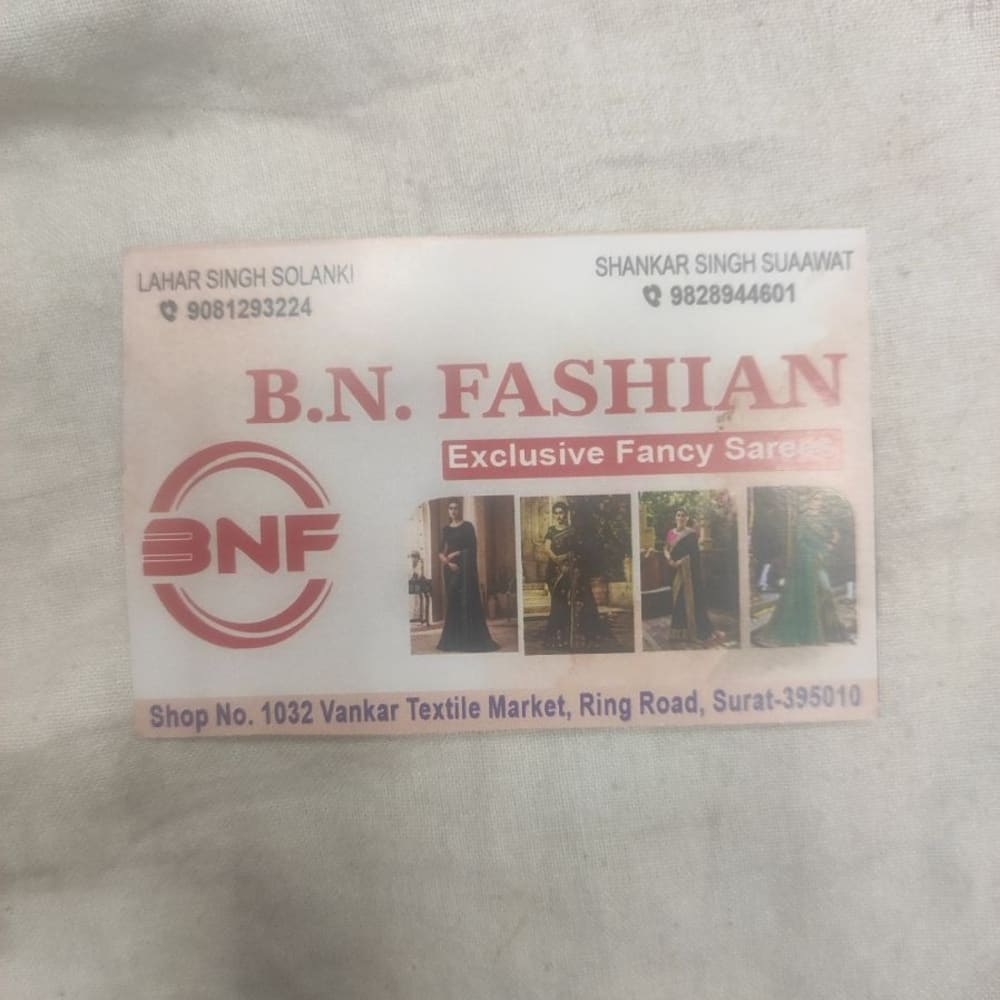 LAHAR SINGH SOLANKI
9081293224
SHANKAR SINGH SUAAWAT
9828944601
B.N. FASHIAN
Exclusive Fancy Sarees
BNF
Shop No. 1032 Vankar Textile Market, Ring Road, Surat-395010